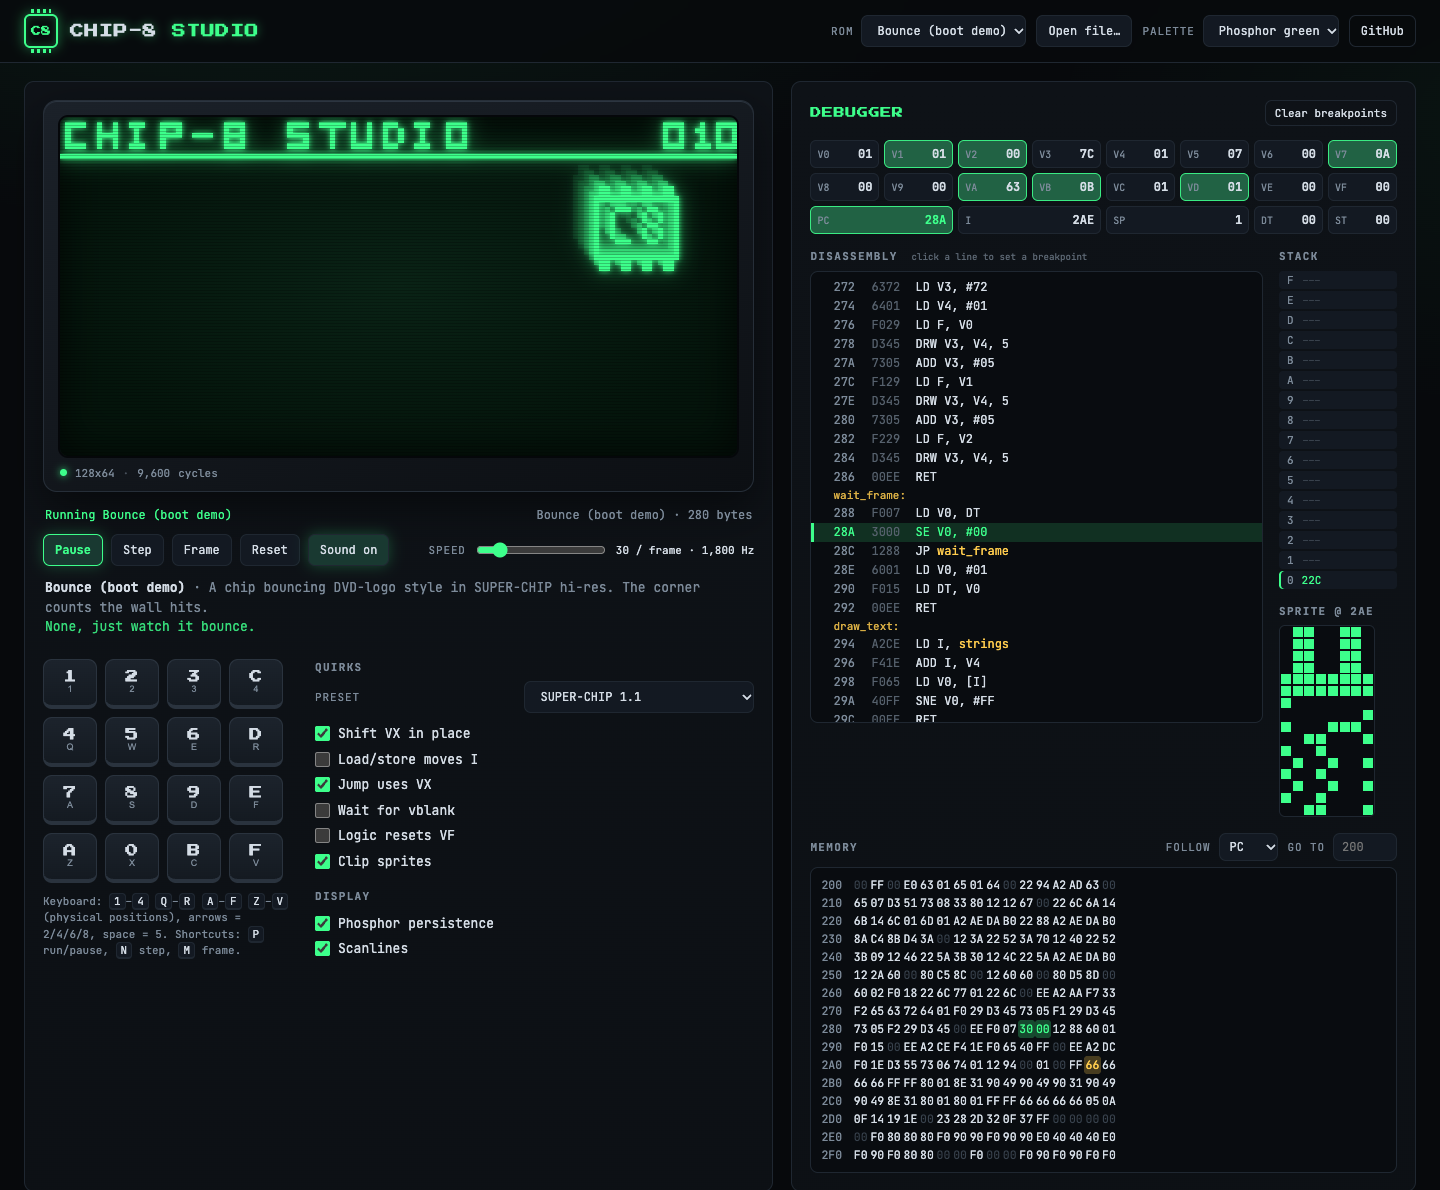 C8 CHIP-8 STUDIO ROM Bounce (boot demo) Open file… PALETTE Phosphor green GitHub
CHIP-8 STUDIO 010
C8
128x64 · 9,600 cycles
Running Bounce (boot demo) Bounce (boot demo) · 280 bytes
Pause Step Frame Reset Sound on SPEED 30 / frame · 1,800 Hz
Bounce (boot demo) · A chip bouncing DVD-logo style in SUPER-CHIP hi-res. The corner
counts the wall hits.
None, just watch it bounce.
1 2 3 C
1 2 3 4
4 5 6 D
Q W E R
7 8 9 E
A S D F
A 0 B F
Z X C V
Keyboard: 1–4 Q–R A–F Z–V
(physical positions), arrows =
2/4/6/8, space = 5. Shortcuts: P
run/pause, N step, M frame.
QUIRKS
PRESET SUPER-CHIP 1.1
Shift VX in place
Load/store moves I
Jump uses VX
Wait for vblank
Logic resets VF
Clip sprites
DISPLAY
Phosphor persistence
Scanlines
DEBUGGER Clear breakpoints
V0 01 V1 01 V2 00 V3 7C V4 01 V5 07 V6 00 V7 0A
V8 00 V9 00 VA 63 VB 0B VC 01 VD 01 VE 00 VF 00
PC 28A I 2AE SP 1 DT 00 ST 00
DISASSEMBLY click a line to set a breakpoint
272 6372 LD V3, #72
274 6401 LD V4, #01
276 F029 LD F, V0
278 D345 DRW V3, V4, 5
27A 7305 ADD V3, #05
27C F129 LD F, V1
27E D345 DRW V3, V4, 5
280 7305 ADD V3, #05
282 F229 LD F, V2
284 D345 DRW V3, V4, 5
286 00EE RET
wait_frame:
288 F007 LD V0, DT
28A 3000 SE V0, #00
28C 1288 JP wait_frame
28E 6001 LD V0, #01
290 F015 LD DT, V0
292 00EE RET
draw_text:
294 A2CE LD I, strings
296 F41E ADD I, V4
298 F065 LD V0, [I]
29A 40FF SNE V0, #FF
29C 00EE RET
STACK
F ---
E ---
D ---
C ---
B ---
A ---
9 ---
8 ---
7 ---
6 ---
5 ---
4 ---
3 ---
2 ---
1 ---
0 22C
SPRITE @ 2AE
MEMORY FOLLOW PC GO TO 200
200 00 FF 00 E0 63 01 65 01 64 00 22 94 A2 AD 63 00
210 65 07 D3 51 73 08 33 80 12 12 67 00 22 6C 6A 14
220 6B 14 6C 01 6D 01 A2 AE DA B0 22 88 A2 AE DA B0
230 8A C4 8B D4 3A 00 12 3A 22 52 3A 70 12 40 22 52
240 3B 09 12 46 22 5A 3B 30 12 4C 22 5A A2 AE DA B0
250 12 2A 60 00 80 C5 8C 00 12 60 60 00 80 D5 8D 00
260 60 02 F0 18 22 6C 77 01 22 6C 00 EE A2 AA F7 33
270 F2 65 63 72 64 01 F0 29 D3 45 73 05 F1 29 D3 45
280 73 05 F2 29 D3 45 00 EE F0 07 30 00 12 88 60 01
290 F0 15 00 EE A2 CE F4 1E F0 65 40 FF 00 EE A2 DC
2A0 F0 1E D3 55 73 06 74 01 12 94 00 01 00 FF 66 66
2B0 66 66 FF FF 80 01 8E 31 90 49 90 49 90 31 90 49
2C0 90 49 8E 31 80 01 80 01 FF FF 66 66 66 66 05 0A
2D0 0F 14 19 1E 00 23 28 2D 32 0F 37 FF 00 00 00 00
2E0 00 F0 80 80 80 F0 90 90 F0 90 90 E0 40 40 40 E0
2F0 F0 90 F0 80 80 00 00 F0 00 00 F0 90 F0 90 F0 F0